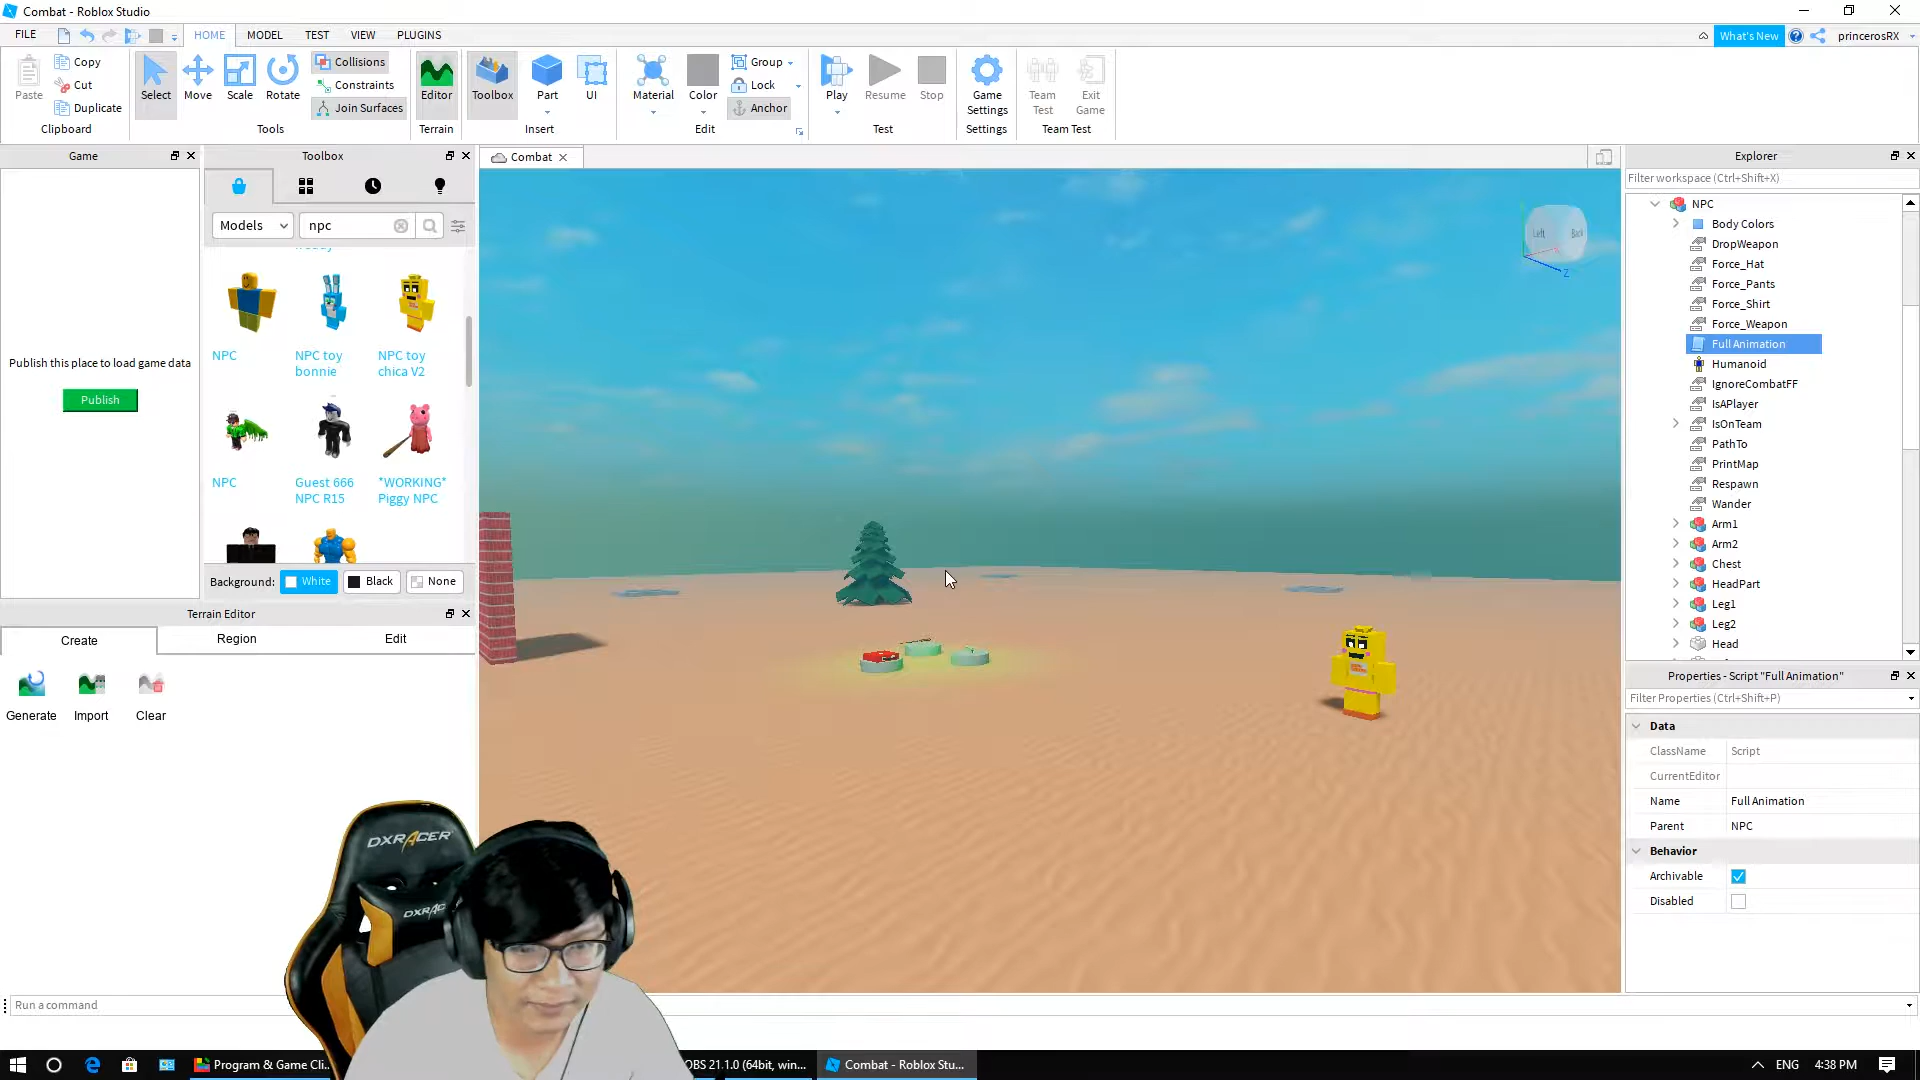 Combat - Roblox Studio
FILE
HOME
MODEL
TEST
VIEW
PLUGINS
What's New
princerosRX
Paste
Copy
Cut
Duplicate
Clipboard
Select
Move
Scale
Rotate
Collisions
Constraints
Join Surfaces
Tools
Editor
Terrain
Toolbox
Part
UI
Insert
Material
Color
Group
Lock
Anchor
Edit
Play
Resume
Stop
Test
Game
Settings
Settings
Team
Test
Exit
Game
Team Test
Game
Publish this place to load game data
Publish
Toolbox
Models
npc
NPC
NPC toy
bonnie
NPC toy
chica V2
NPC
Guest 666
NPC R15
*WORKING*
Piggy NPC
Background:
White
Black
None
Terrain Editor
Create
Region
Edit
Generate
Import
Clear
Combat
Left
Back
Z
Explorer
Filter workspace (Ctrl+Shift+X)
NPC
Body Colors
DropWeapon
Force_Hat
Force_Pants
Force_Shirt
Force_Weapon
Full Animation
Humanoid
IgnoreCombatFF
IsAPlayer
IsOnTeam
PathTo
PrintMap
Respawn
Wander
Arm1
Arm2
Chest
HeadPart
Leg1
Leg2
Head
Properties - Script "Full Animation"
Filter Properties (Ctrl+Shift+P)
Data
ClassName
Script
CurrentEditor
Name
Full Animation
Parent
NPC
Behavior
Archivable
Disabled
DXRACER
DXRAC
Run a command
Program & Game Cli...
OBS 21.1.0 (64bit, win...
Combat - Roblox Stu...
ENG
4:38 PM